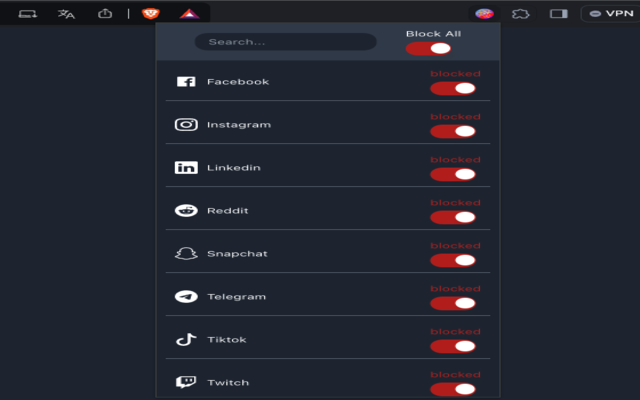 VPN
Search...
Block All
blocked
Facebook
blocked
Instagram
blocked
Linkedin
blocked
Reddit
blocked
Snapchat
blocked
Telegram
blocked
Tiktok
blocked
Twitch